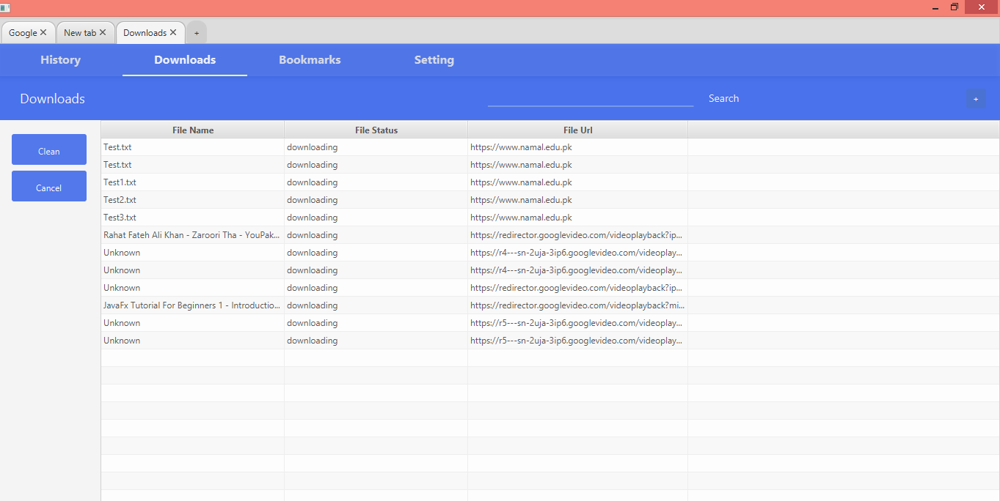 Google ✕ New tab ✕ Downloads ✕ +
History Downloads Bookmarks Setting
Downloads Search +
Clean
Cancel
File Name File Status File Url
Test.txt downloading https://www.namal.edu.pk
Test.txt downloading https://www.namal.edu.pk
Test1.txt downloading https://www.namal.edu.pk
Test2.txt downloading https://www.namal.edu.pk
Test3.txt downloading https://www.namal.edu.pk
Rahat Fateh Ali Khan - Zaroori Tha - YouPak... downloading https://redirector.googlevideo.com/videoplayback?ip...
Unknown downloading https://r4---sn-2uja-3ip6.googlevideo.com/videoplay...
Unknown downloading https://r4---sn-2uja-3ip6.googlevideo.com/videoplay...
Unknown downloading https://redirector.googlevideo.com/videoplayback?ip...
JavaFx Tutorial For Beginners 1 - Introductio... downloading https://redirector.googlevideo.com/videoplayback?mi...
Unknown downloading https://r5---sn-2uja-3ip6.googlevideo.com/videoplay...
Unknown downloading https://r5---sn-2uja-3ip6.googlevideo.com/videoplay...